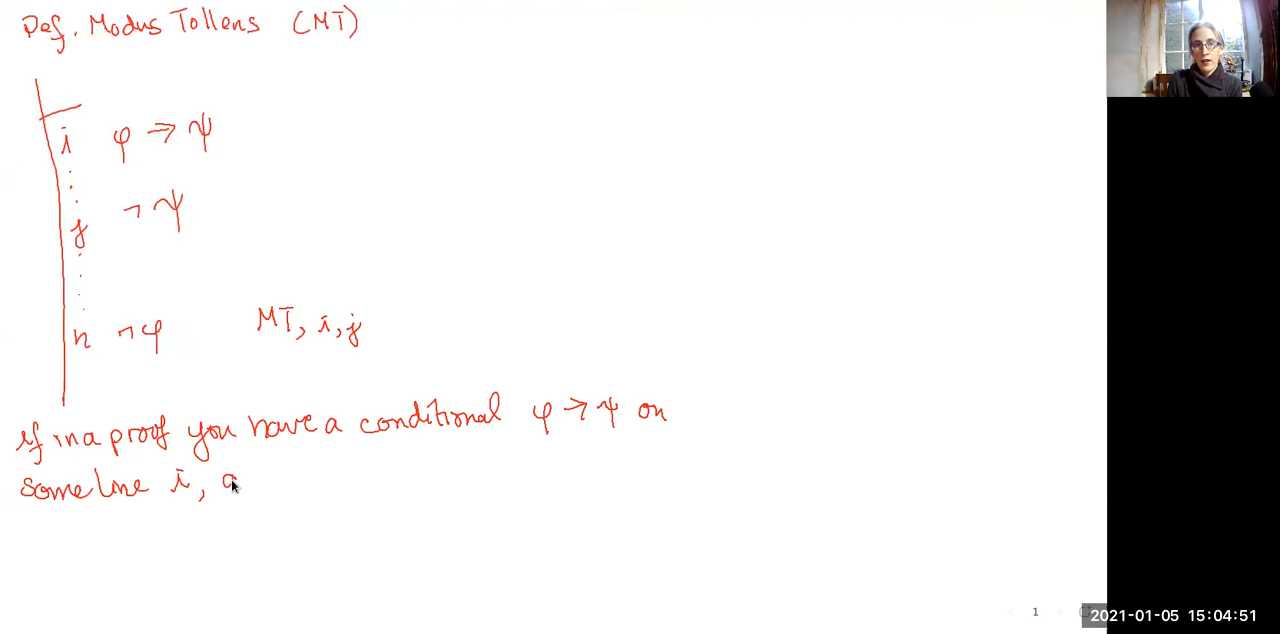 Def. Modus Tollens (MT)
i φ → ψ
⋮
j ¬ψ
⋮
n ¬φ MT, i, j
If in a proof you have a conditional φ → ψ on
some line i, a
1
2021-01-05 15:04:51